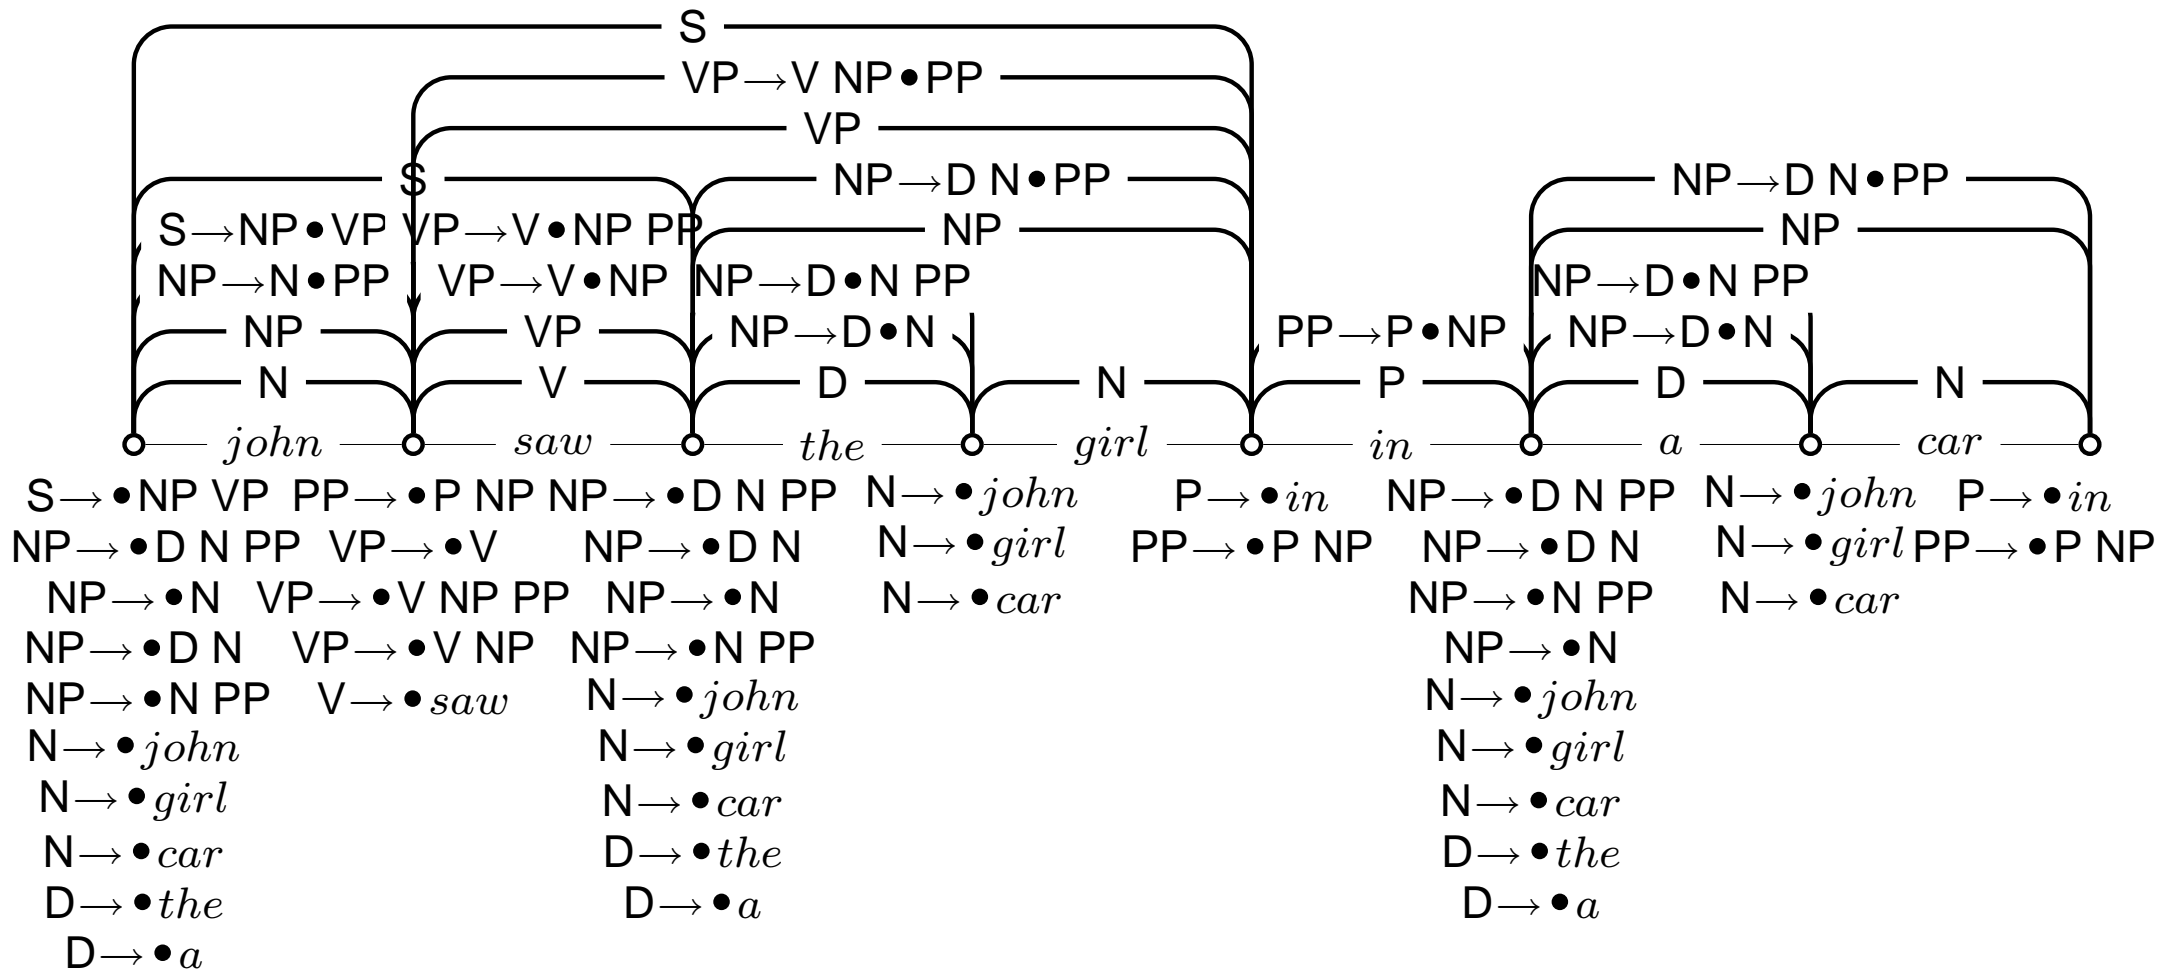 S
VP→V NP•PP
VP
S NP→D N•PP NP→D N•PP
S→NP•VP VP→V•NP PP NP NP
NP→N•PP VP→V•NP NP→D•N PP NP→D•N PP
NP VP NP→D•N PP→P•NP NP→D•N
N V D N P D N
john saw the girl in a car
S→•NP VP PP→•P NP NP→•D N PP N→•john P→•in NP→•D N PP N→•john P→•in
NP→•D N PP VP→•V NP→•D N N→•girl PP→•P NP NP→•D N N→•girl PP→•P NP
NP→•N VP→•V NP PP NP→•N N→•car NP→•N PP N→•car
NP→•D N VP→•V NP NP→•N PP NP→•N
NP→•N PP V→•saw N→•john N→•john
N→•john N→•girl N→•girl
N→•girl N→•car N→•car
N→•car D→•the D→•the
D→•the D→•a D→•a
D→•a